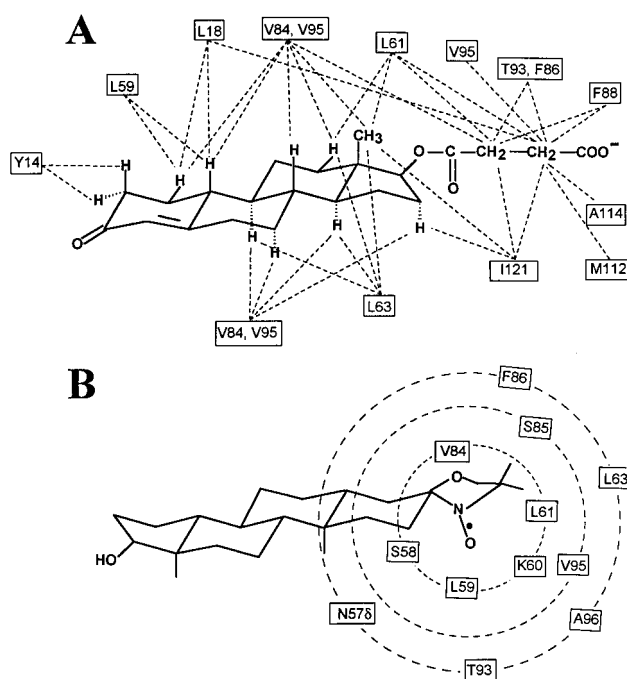 A
L18
V84, V95
L61
V95
T93, F86
L59
F88
Y14
H
H
H
H
H
H
CH₃
O
C
CH₂
CH₂
COO⁻
O
O
H
H
H
H
A114
I121
M112
L63
V84, V95
B
F86
S85
V84
L63
O
L61
N
O
S58
K60
V95
HO
L59
N57δ
A96
T93